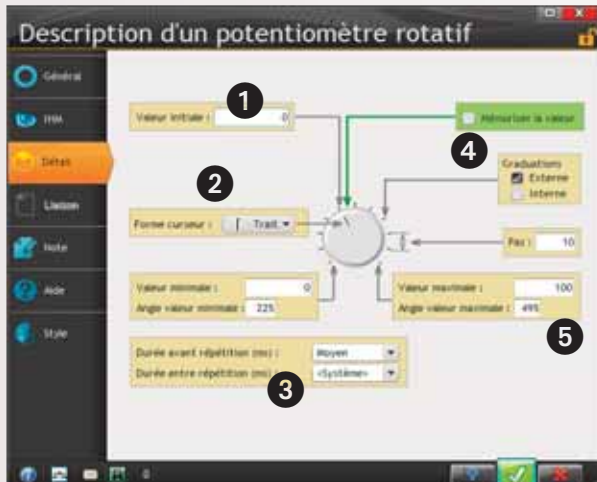 Description d'un potentiomètre rotatif
Général
IHM
Détail
Liaison
Note
Aide
Style
1
Valeur initiale : 0
Mémoriser la valeur
4
2
Graduations
Externe
Interne
Forme curseur : Trait
Pas : 10
Valeur minimale : 0
Angle valeur minimale : 225
Valeur maximale : 100
Angle valeur maximale : 495
5
Durée avant répétition (ms) : Moyen
Durée entre répétition (ms) : <Système>
3